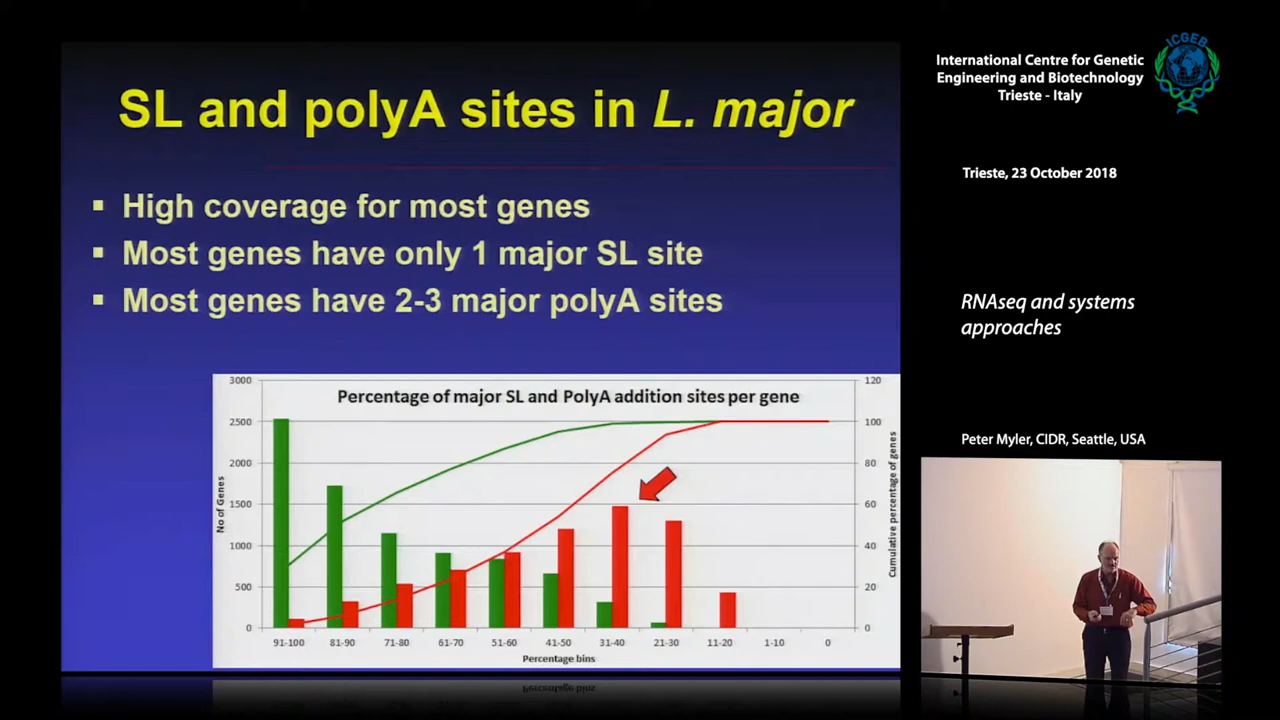 SL and polyA sites in L. major
▪ High coverage for most genes
▪ Most genes have only 1 major SL site
▪ Most genes have 2-3 major polyA sites
Percentage of major SL and PolyA addition sites per gene
3000
2500
2000
1500
1000
500
0
No of Genes
120
100
80
60
40
20
0
Cumulative percentage of genes
91-100 81-90 71-80 61-70 51-60 41-50 31-40 21-30 11-20 1-10 0
Percentage bins
International Centre for Genetic
Engineering and Biotechnology
Trieste - Italy
ICGEB
Trieste, 23 October 2018
RNAseq and systems
approaches
Peter Myler, CIDR, Seattle, USA